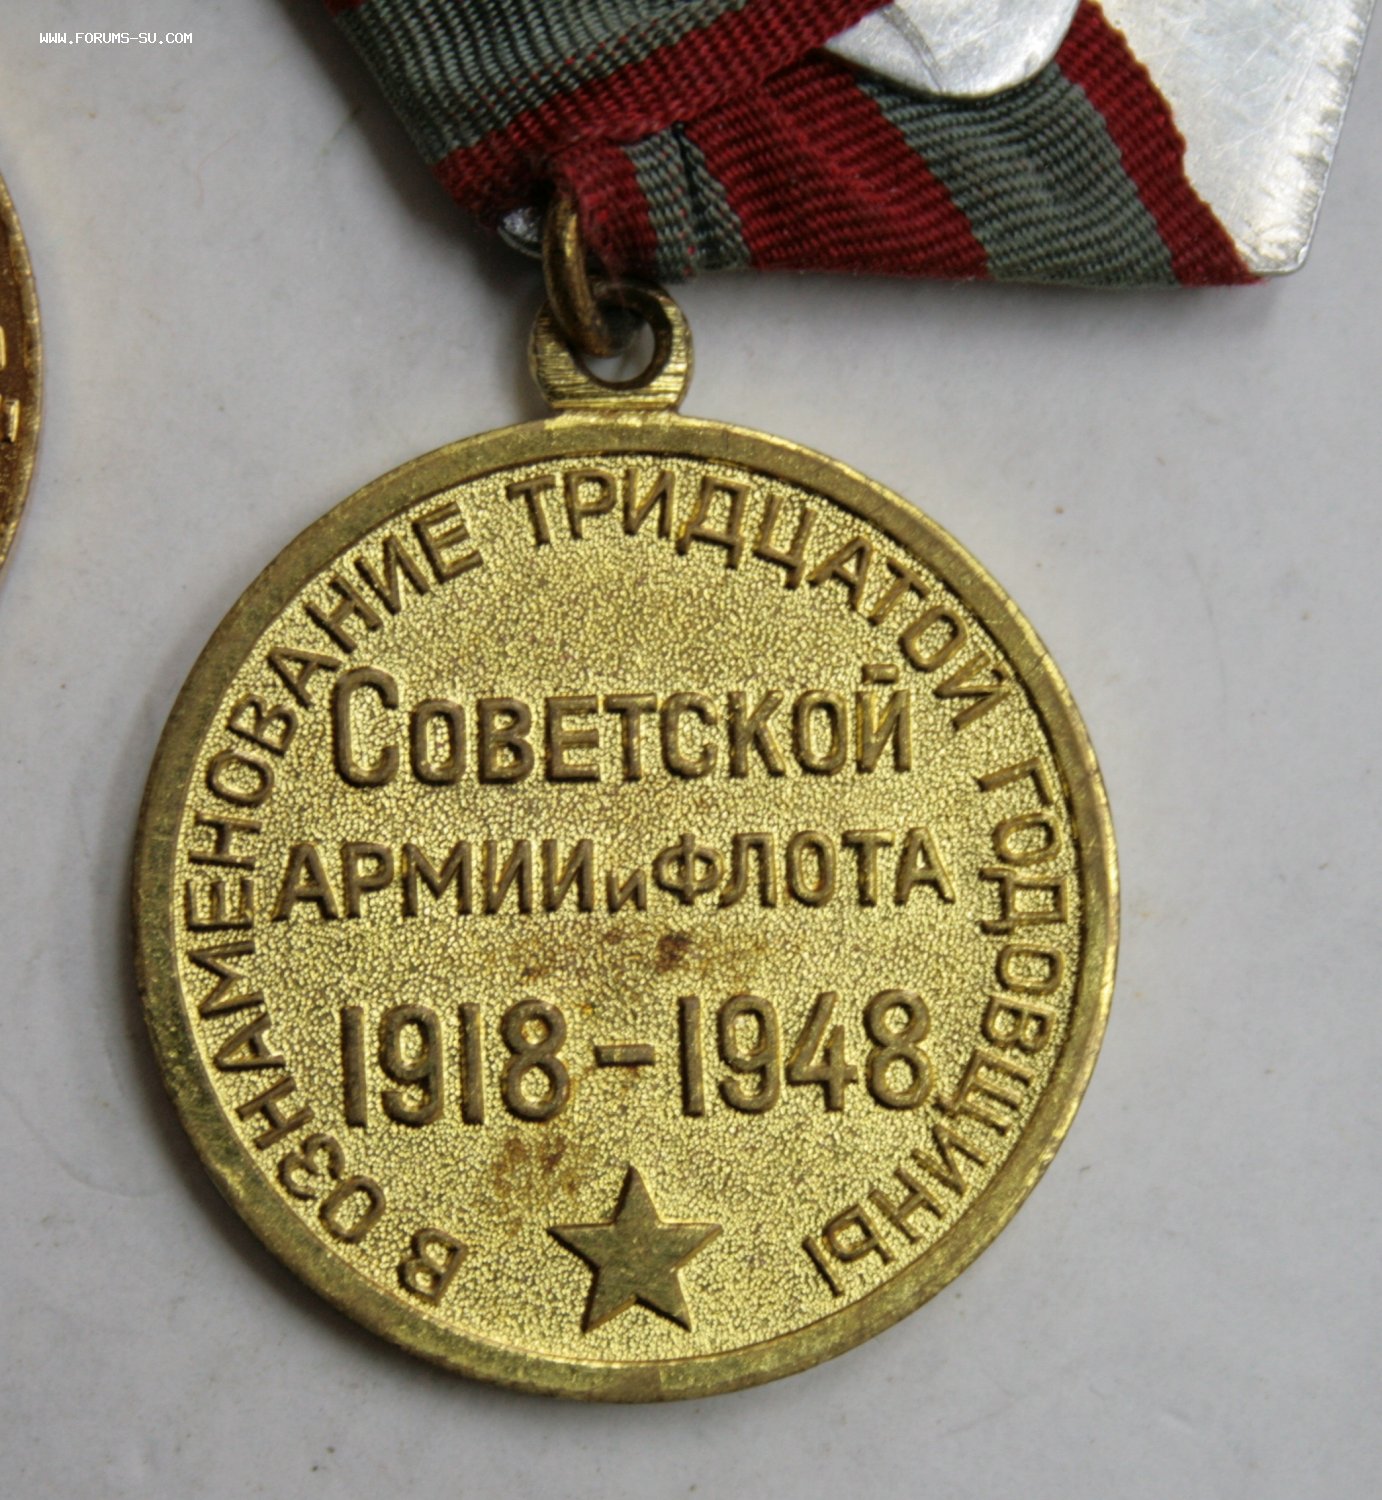 WWW.FORUMS-SU.COM
В ОЗНАМЕНОВАНИЕ ТРИДЦАТОЙ ГОДОВЩИНЫ
СОВЕТСКОЙ
АРМИИ и ФЛОТА
1918-1948